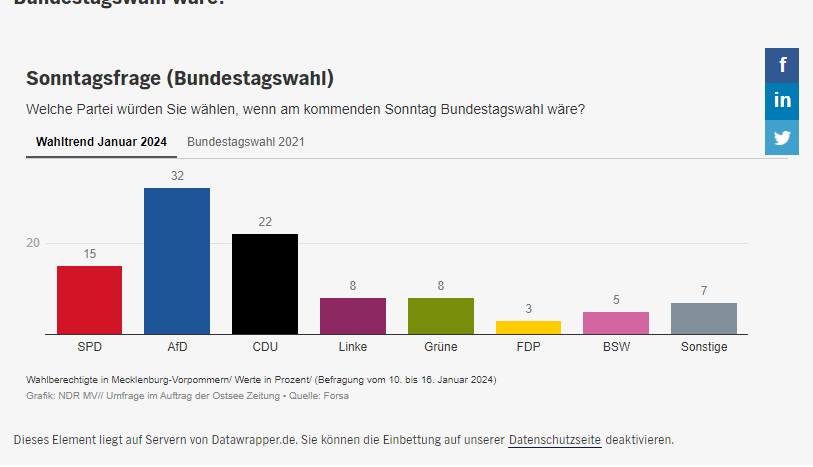 Bundestagswahl wäre?
Sonntagsfrage (Bundestagswahl)
Welche Partei würden Sie wählen, wenn am kommenden Sonntag Bundestagswahl wäre?
Wahltrend Januar 2024 Bundestagswahl 2021
f
in
32
22
20
15
8
8
3
5
7
SPD AfD CDU Linke Grüne FDP BSW Sonstige
Wahlberechtigte in Mecklenburg-Vorpommern/ Werte in Prozent/ (Befragung vom 10. bis 16. Januar 2024)
Grafik: NDR MV// Umfrage im Auftrag der Ostsee Zeitung • Quelle: Forsa
Dieses Element liegt auf Servern von Datawrapper.de. Sie können die Einbettung auf unserer Datenschutzseite deaktivieren.